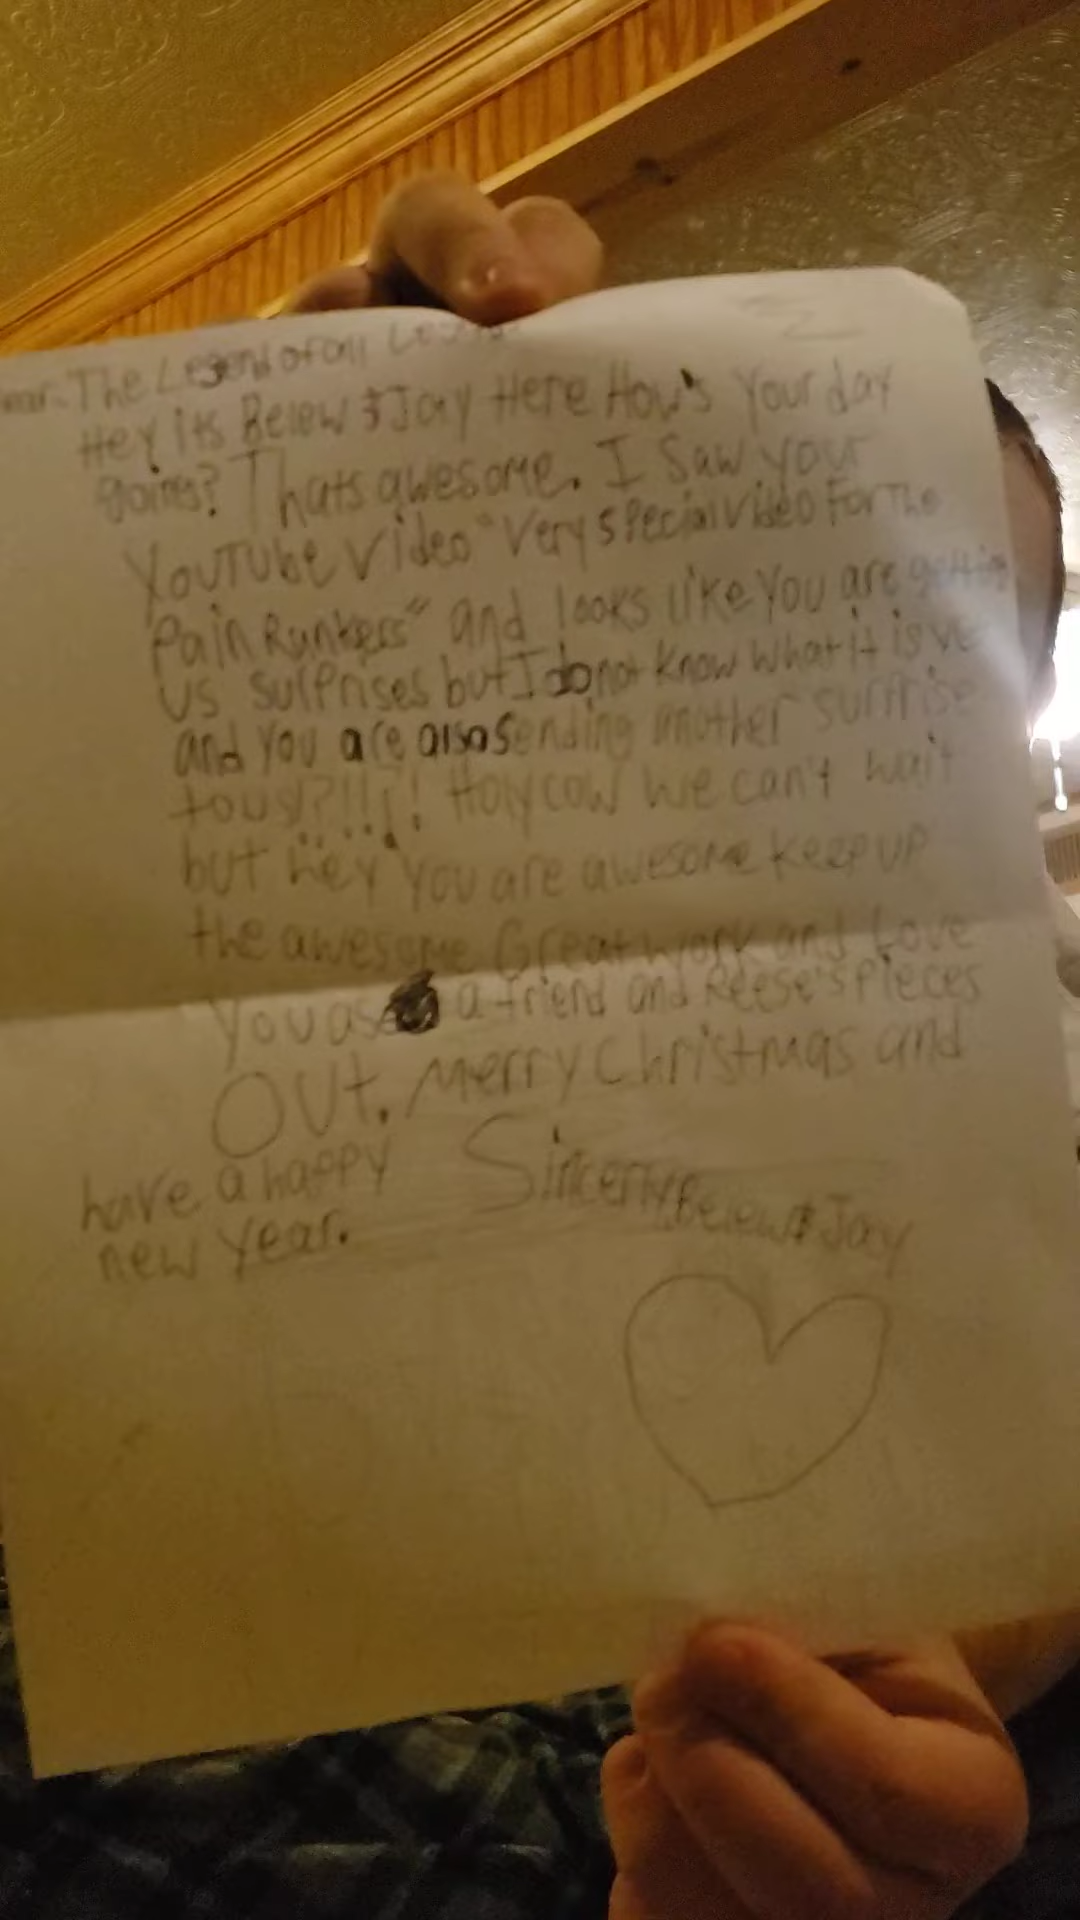 The Legend of all
Hey its Belew & Jay Here How's Your day
going? Thats awesome. I Saw your
YouTube Video "Very special video For The
Pain Rankers" and looks like You are getting
us surprises but I do not know what it is
and you are also sending another surprise
to us!?!!¡! Holy cow we can't wait
but hey you are awesome keep up
the awesome Great work and Love
You as a friend and Reese's Pieces
OUt. Merry Christmas and
have a happy
new year.
Sincerly, Belew & Jay